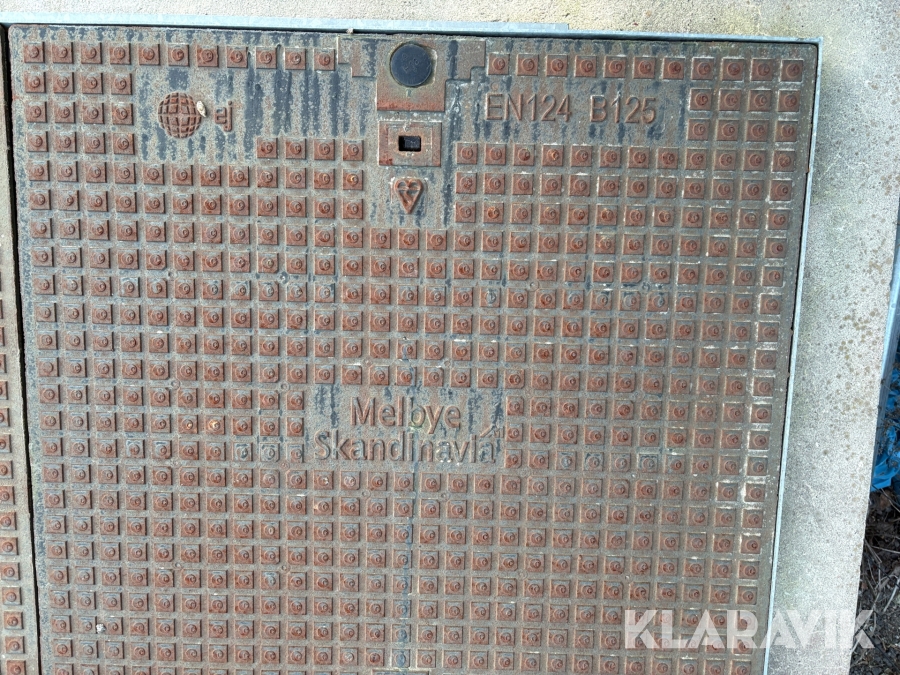 EN124 B125
ej
Melbye
Skandinavia
KLARAVIK